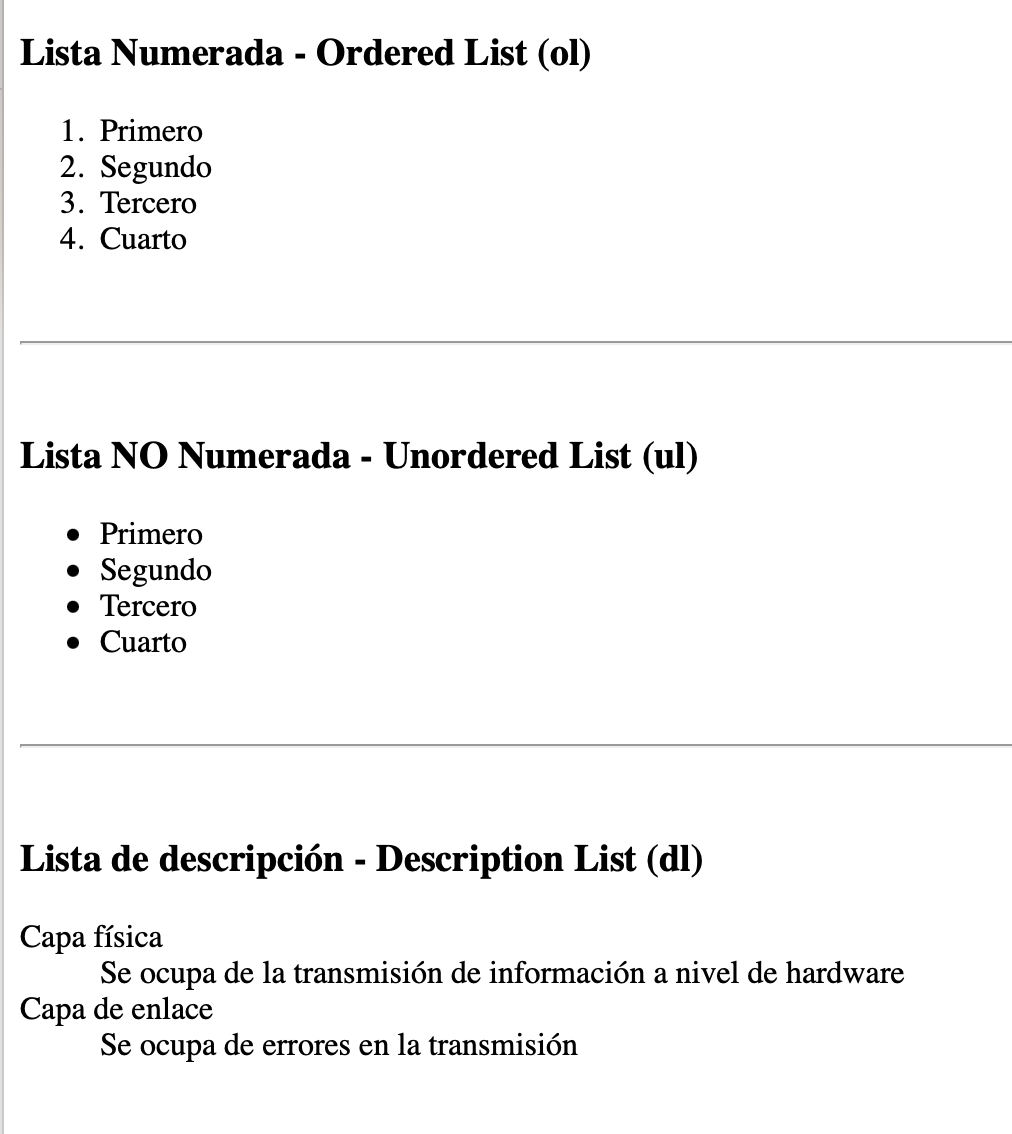 Lista Numerada - Ordered List (ol)
1. Primero
2. Segundo
3. Tercero
4. Cuarto
Lista NO Numerada - Unordered List (ul)
• Primero
• Segundo
• Tercero
• Cuarto
Lista de descripción - Description List (dl)
Capa física
Se ocupa de la transmisión de información a nivel de hardware
Capa de enlace
Se ocupa de errores en la transmisión